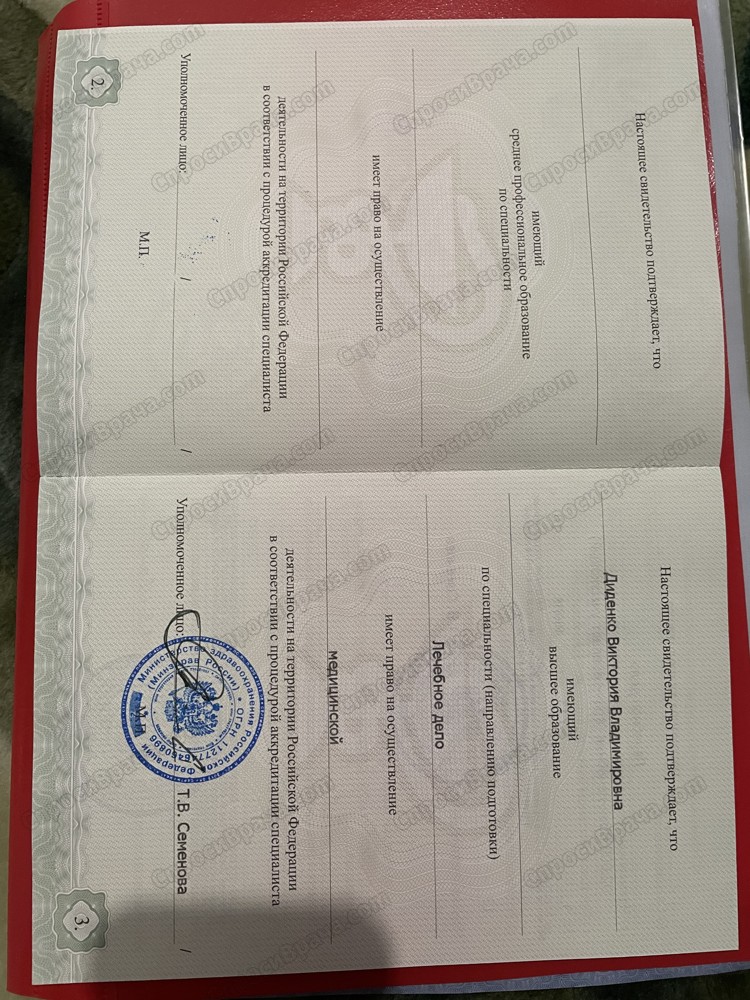 Настоящее свидетельство подтверждает, что
имеющий
среднее профессиональное образование
по специальности
имеет право на осуществление
деятельности на территории Российской Федерации
в соответствии с процедурой аккредитации специалиста
Уполномоченное лицо: / /
М.П.
2.
Настоящее свидетельство подтверждает, что
Диденко Виктория Владимировна
имеющий
высшее образование
по специальности (направлению подготовки)
Лечебное дело
имеет право на осуществление
медицинской
деятельности на территории Российской Федерации
в соответствии с процедурой аккредитации специалиста
Уполномоченное лицо: Т.В. Семенова /
Министерство здравоохранения Российской Федерации
(Минздрав России)
3.
СпросиВрача.com